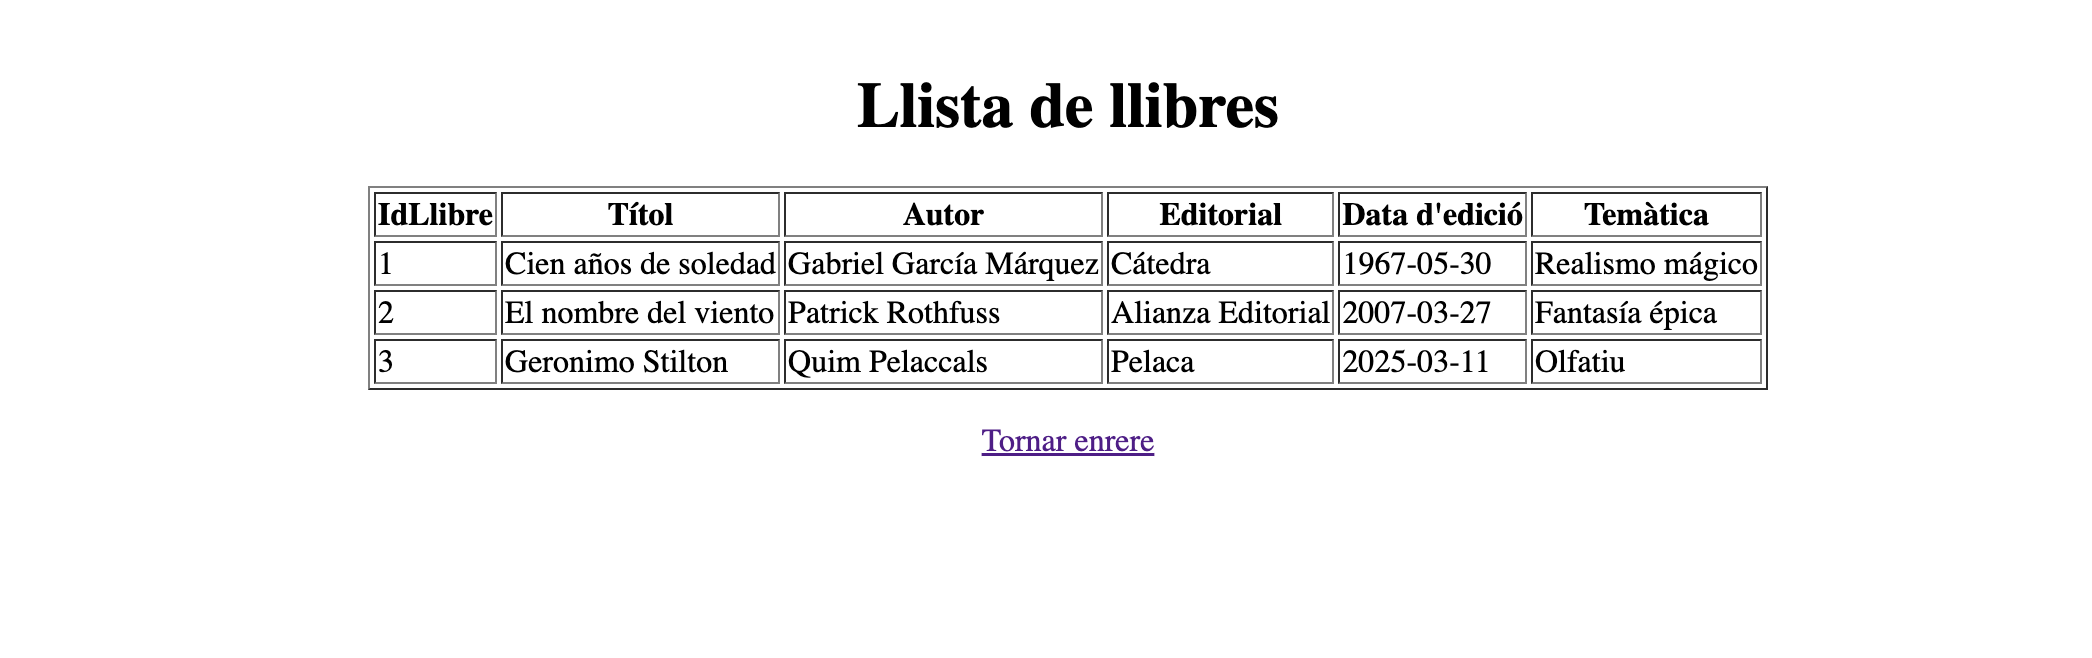 Llista de llibres
IdLlibre Títol Autor Editorial Data d'edició Temàtica
1 Cien años de soledad Gabriel García Márquez Cátedra 1967-05-30 Realismo mágico
2 El nombre del viento Patrick Rothfuss Alianza Editorial 2007-03-27 Fantasía épica
3 Geronimo Stilton Quim Pelaccals Pelaca 2025-03-11 Olfatiu
Tornar enrere